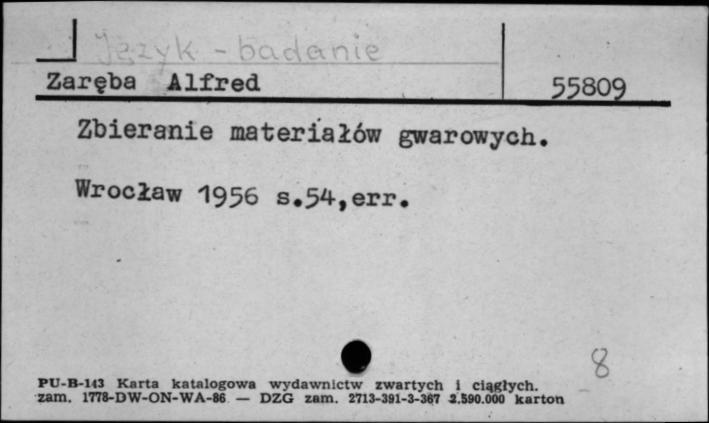 Język - badanie
Zaręba Alfred 55809
Zbieranie materiałów gwarowych.
Wrocław 1956 s.54,err.
8
PU-B-143 Karta katalogowa wydawnictw zwartych i ciągłych.
zam. 1778-DW-ON-WA-86 — DZG zam. 2713-391-3-367 2.590.000 karton